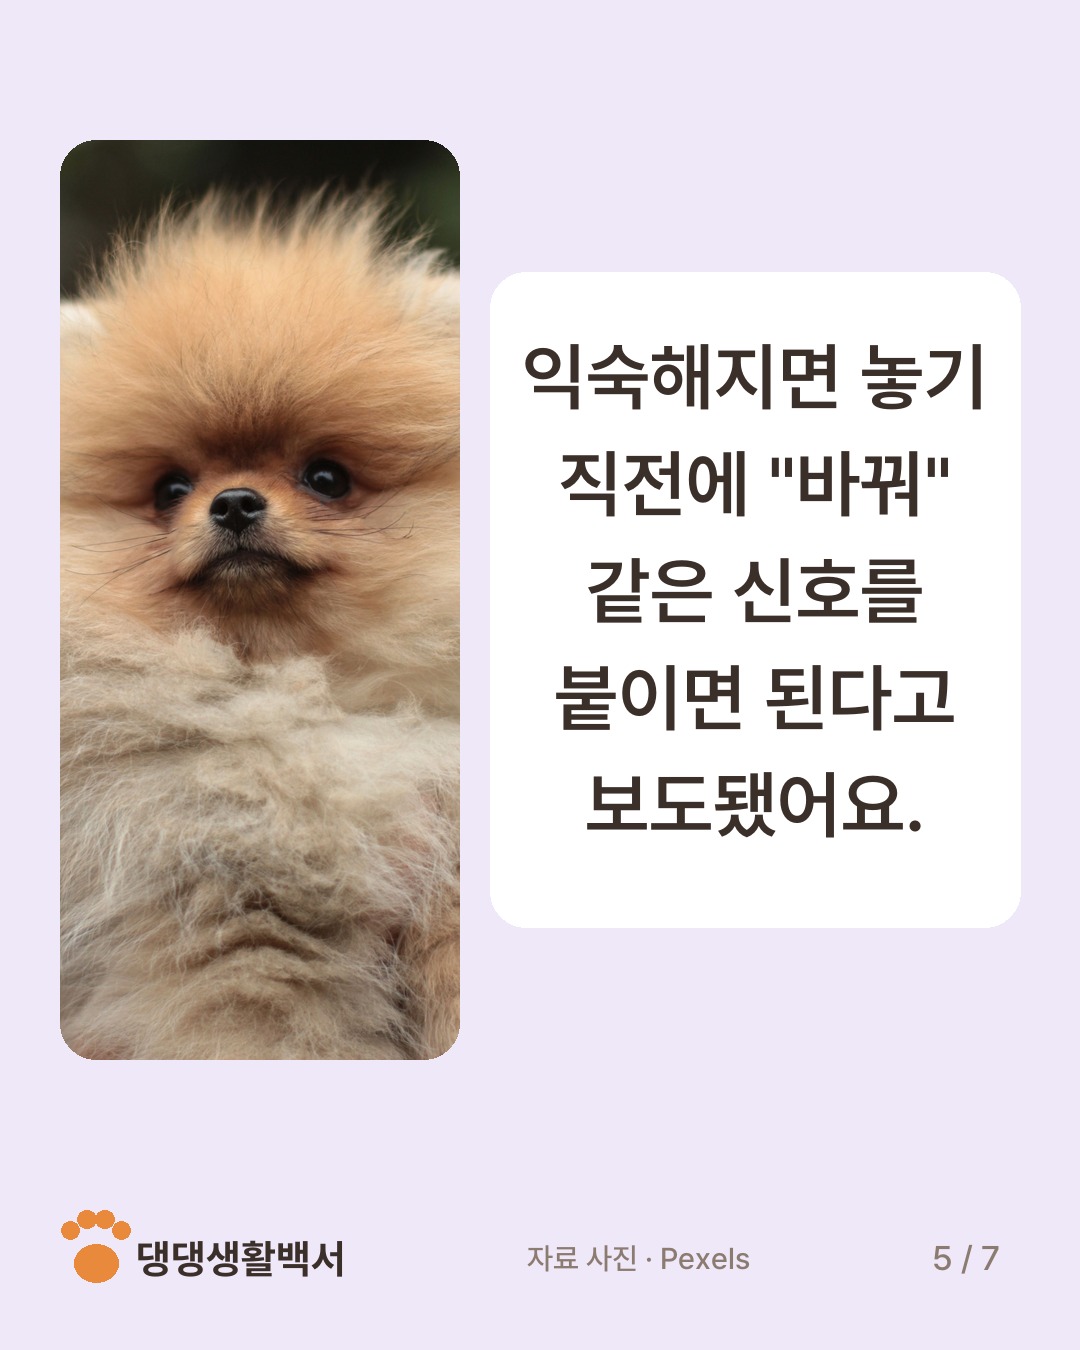 익숙해지면 놓기
직전에 "바꿔"
같은 신호를
붙이면 된다고
보도됐어요.
댕댕생활백서
자료 사진 · Pexels
5 / 7